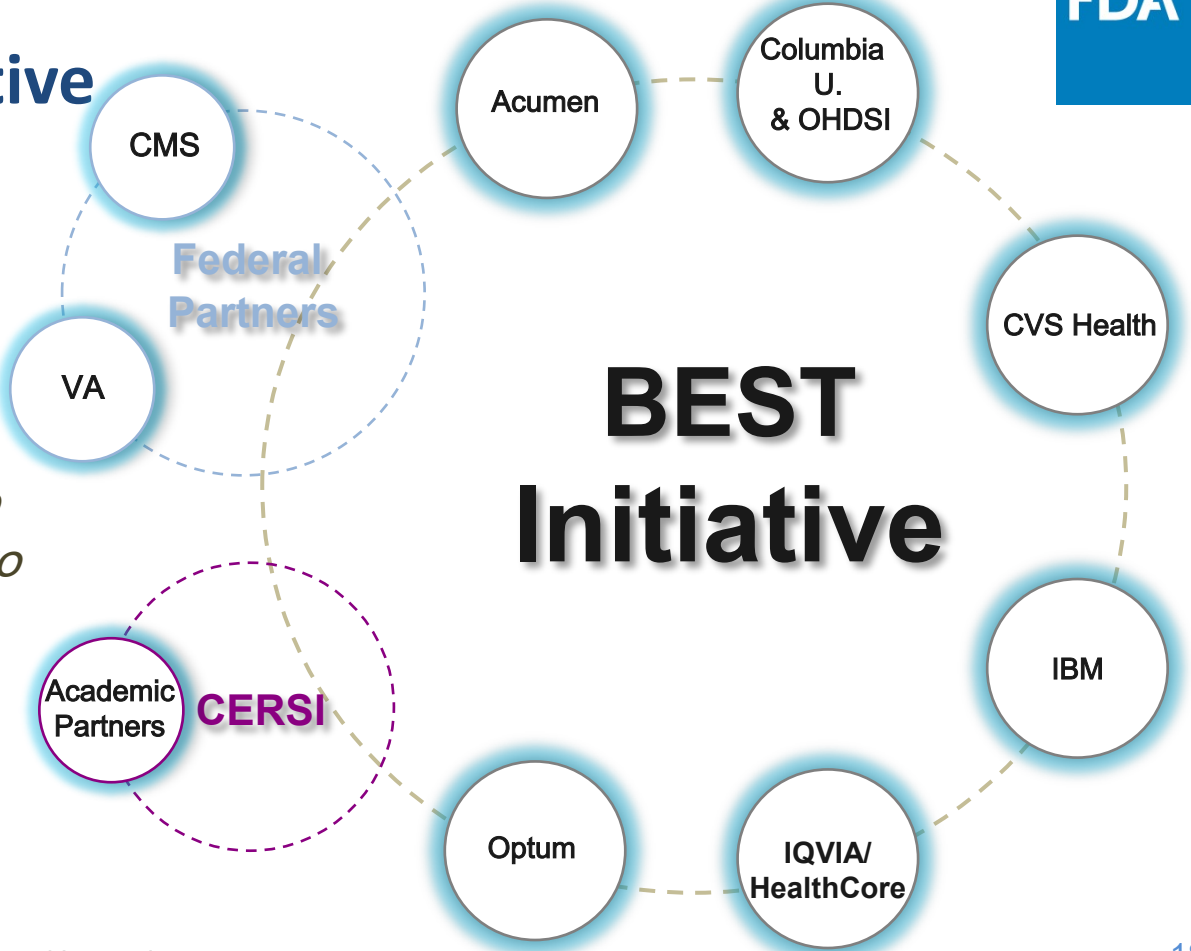 FDA
Columbia
U.
& OHDSI
Acumen
CMS
Federal
Partners
CVS Health
VA
BEST
Initiative
IBM
Academic
Partners
CERSI
Optum
IQVIA/
HealthCore